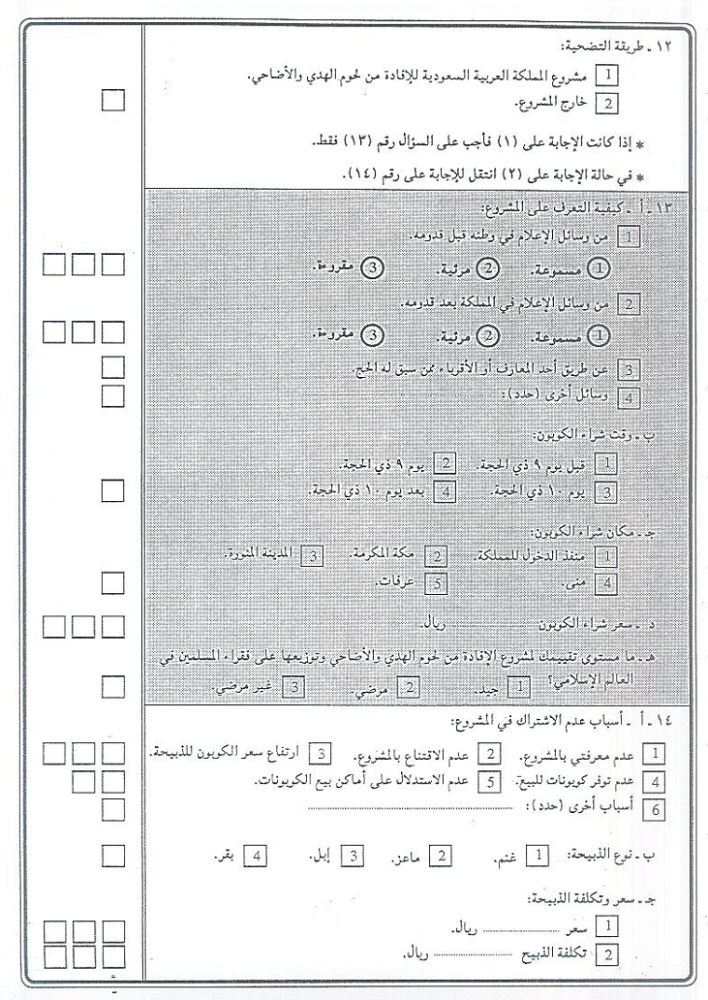 ١٢ ـ طريقة التضحية:
1 مشروع المملكة العربية السعودية للإفادة من لحوم الهدي والأضاحي.
2 خارج المشروع.
* إذا كانت الإجابة على (١) فأجب على السؤال رقم (١٣) فقط.
* في حالة الإجابة على (٢) انتقل للإجابة على رقم (١٤).
١٣ ـ أ ـ كيفية التعرف على المشروع:
1 من وسائل الإعلام في وطنه قبل قدومه.
1 مسموعة. 2 مرئية. 3 مقروءة.
2 من وسائل الإعلام في المملكة بعد قدومه.
1 مسموعة. 2 مرئية. 3 مقروءة.
3 عن طريق أحد المعارف أو الأقرباء ممن سبق له الحج.
4 وسائل أخرى (حدد):
ب ـ وقت شراء الكوبون:
1 قبل يوم ٩ ذي الحجة. 2 يوم ٩ ذي الحجة.
3 يوم ١٠ ذي الحجة. 4 بعد يوم ١٠ ذي الحجة.
جـ ـ مكان شراء الكوبون:
1 منفذ الدخول للمملكة. 2 مكة المكرمة. 3 المدينة المنورة.
4 منى. 5 عرفات.
د ـ سعر شراء الكوبون ............ ريال.
هـ ـ ما مستوى تقييمك لمشروع الإفادة من لحوم الهدي والأضاحي وتوزيعها على فقراء المسلمين في
العالم الإسلامي؟ 1 جيد. 2 مرضي. 3 غير مرضي.
١٤ ـ أ ـ أسباب عدم الاشتراك في المشروع:
1 عدم معرفتي بالمشروع. 2 عدم الاقتناع بالمشروع. 3 ارتفاع سعر الكوبون للذبيحة.
4 عدم توفر كوبونات للبيع. 5 عدم الاستدلال على أماكن بيع الكوبونات.
6 أسباب أخرى (حدد): ............
ب ـ نوع الذبيحة: 1 غنم. 2 ماعز. 3 إبل. 4 بقر.
جـ ـ سعر وتكلفة الذبيحة:
1 سعر ............ ريال.
2 تكلفة الذبيح ............ ريال.